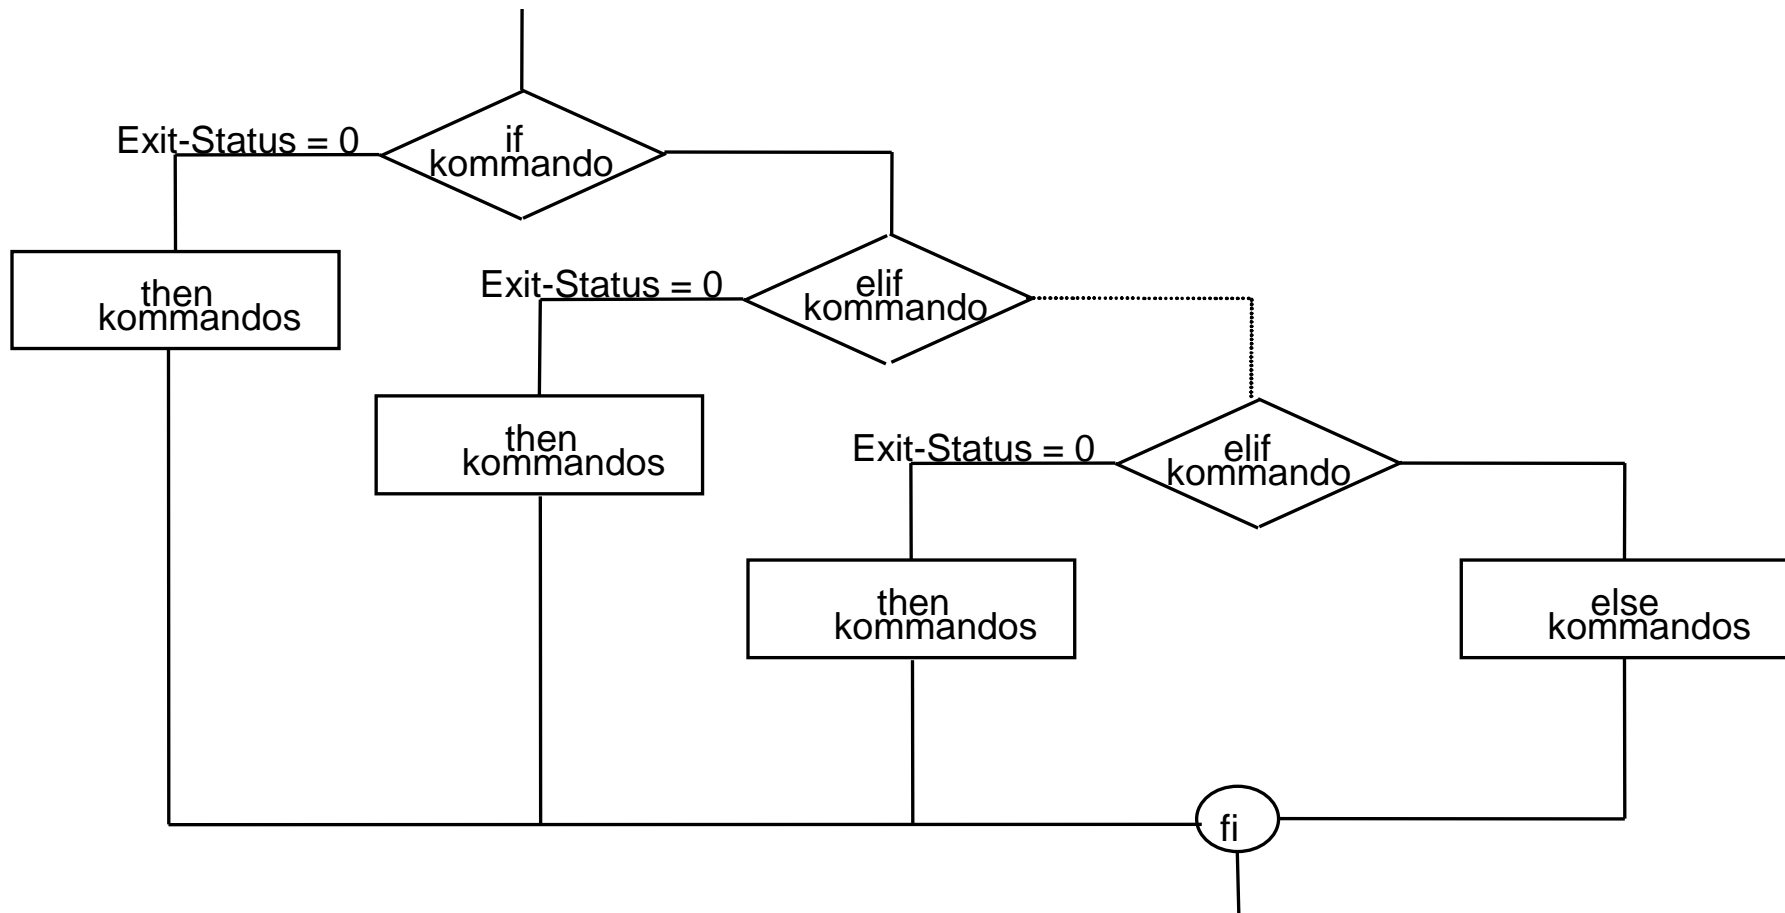 Exit-Status = 0
if
kommando
then
kommandos
Exit-Status = 0
elif
kommando
then
kommandos
Exit-Status = 0
elif
kommando
then
kommandos
else
kommandos
fi